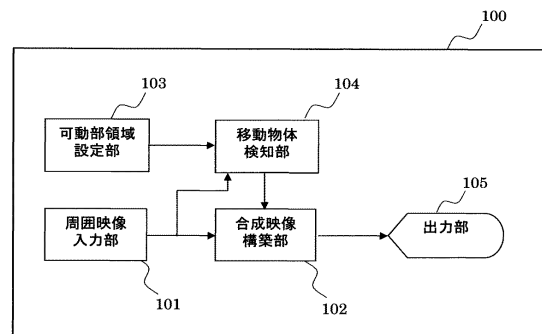 100
103
104
可動部領域
設定部
移動物体
検知部
105
周囲映像
入力部
合成映像
構築部
出力部
101
102